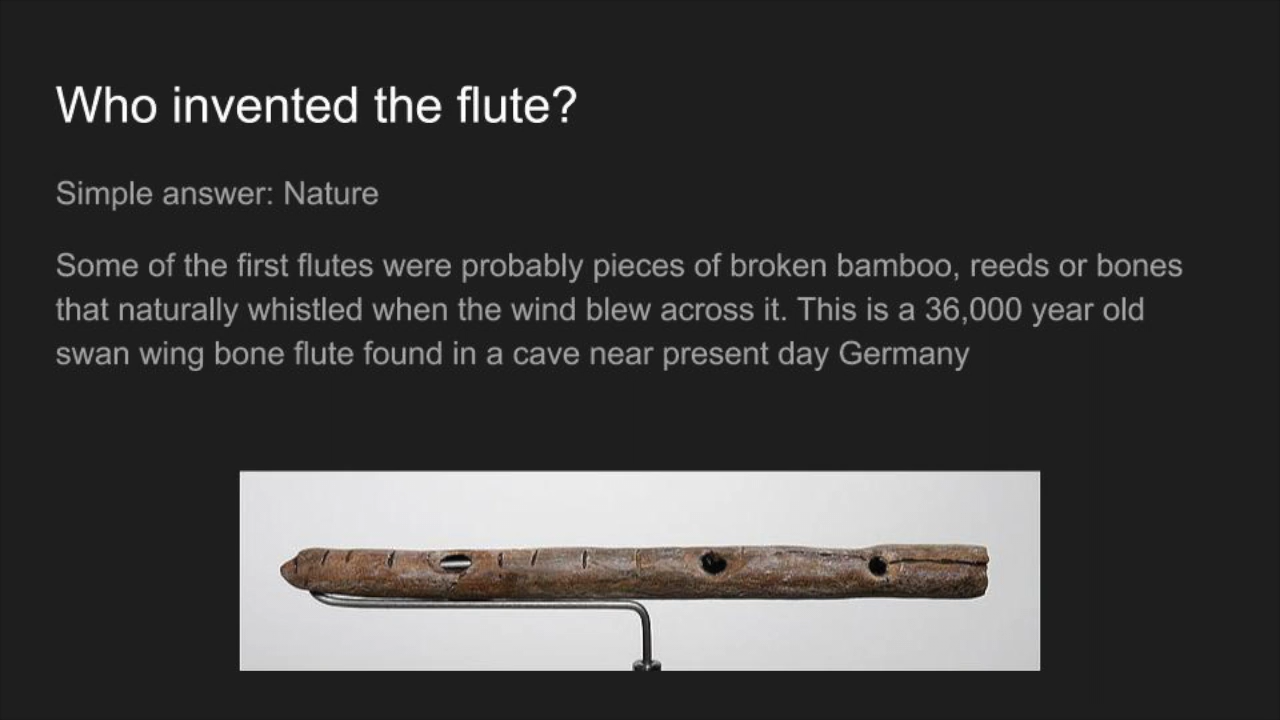 Who invented the flute?
Simple answer: Nature
Some of the first flutes were probably pieces of broken bamboo, reeds or bones
that naturally whistled when the wind blew across it. This is a 36,000 year old
swan wing bone flute found in a cave near present day Germany